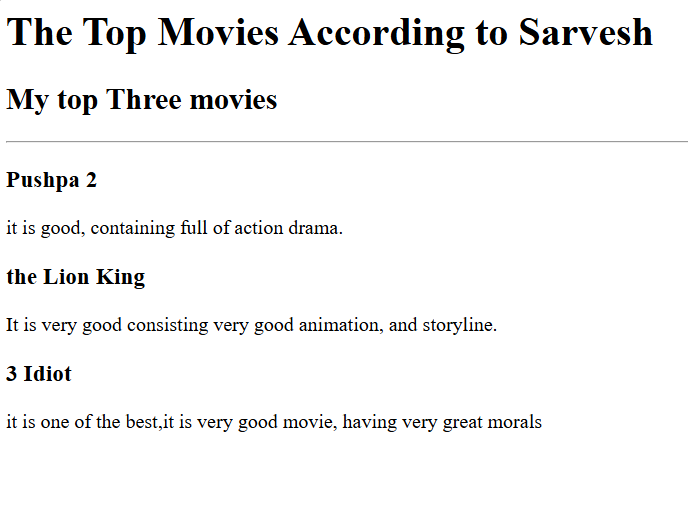 The Top Movies According to Sarvesh
My top Three movies
Pushpa 2
it is good, containing full of action drama.
the Lion King
It is very good consisting very good animation, and storyline.
3 Idiot
it is one of the best,it is very good movie, having very great morals